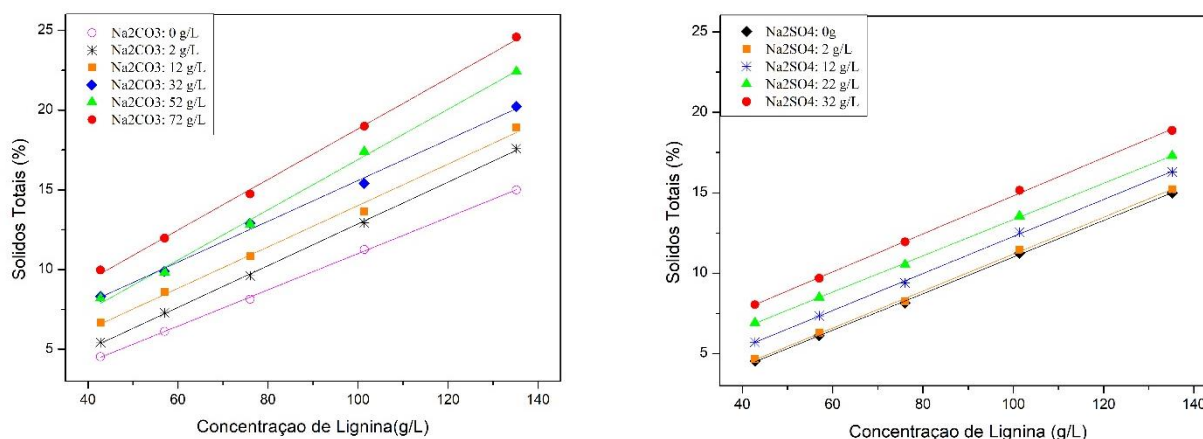 25
20
15
10
5
Solidos Totais (%)
Na2CO3: 0 g/L
Na2CO3: 2 g/L
Na2CO3: 12 g/L
Na2CO3: 32 g/L
Na2CO3: 52 g/L
Na2CO3: 72 g/L
40 60 80 100 120 140
Concentraçao de Lignina(g/L)
25
20
15
10
5
Solidos Totais (%)
Na2SO4: 0g
Na2SO4: 2 g/L
Na2SO4: 12 g/L
Na2SO4: 22 g/L
Na2SO4: 32 g/L
40 60 80 100 120 140
Concentraçao de Lignina (g/L)